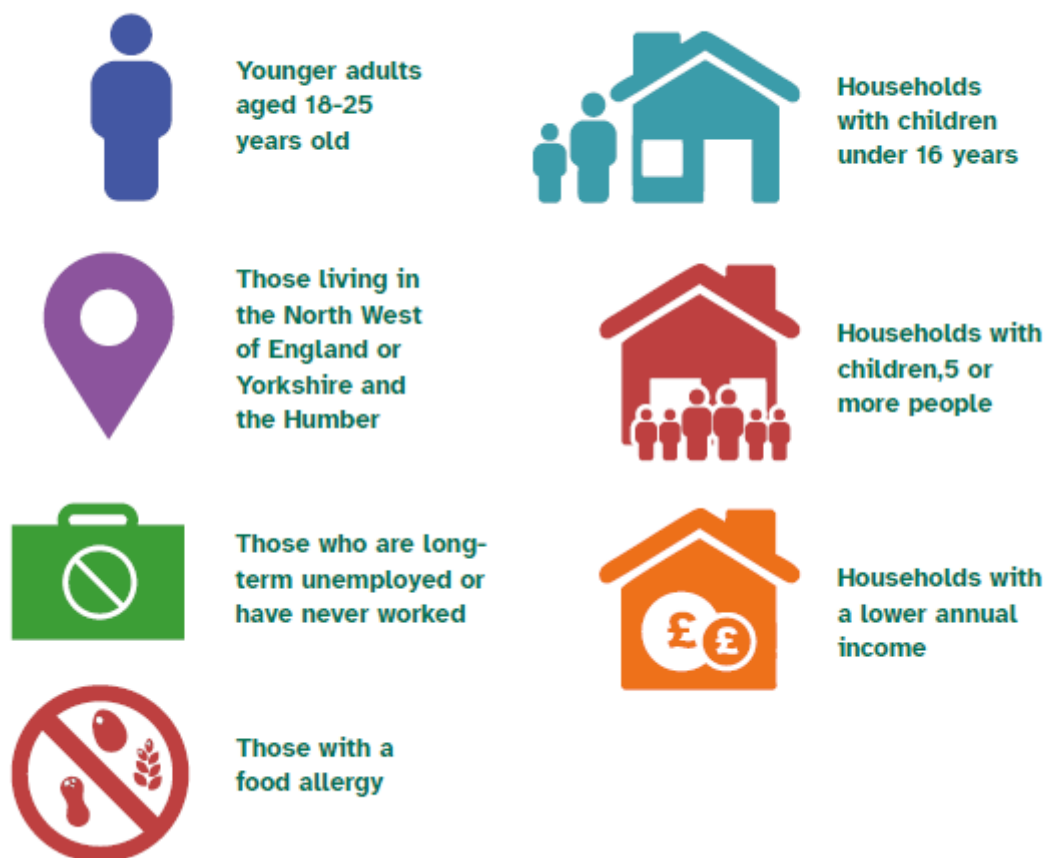 Younger adults
aged 18-25
years old
Households
with children
under 16 years
Those living in
the North West
of England or
Yorkshire and
the Humber
Households with
children,5 or
more people
Those who are long-
term unemployed or
have never worked
£ £
Households with
a lower annual
income
Those with a
food allergy